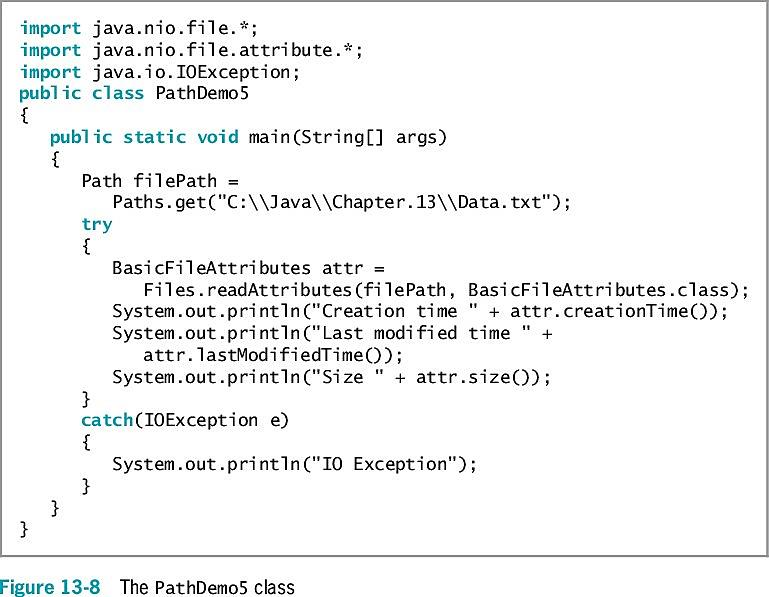 import java.nio.file.*;
import java.nio.file.attribute.*;
import java.io.IOException;
public class PathDemo5
{
   public static void main(String[] args)
   {
      Path filePath =
         Paths.get("C:\\Java\\Chapter.13\\Data.txt");
      try
      {
         BasicFileAttributes attr =
            Files.readAttributes(filePath, BasicFileAttributes.class);
         System.out.println("Creation time " + attr.creationTime());
         System.out.println("Last modified time " +
            attr.lastModifiedTime());
         System.out.println("Size " + attr.size());
      }
      catch(IOException e)
      {
         System.out.println("IO Exception");
      }
   }
}
Figure 13-8 The PathDemo5 class